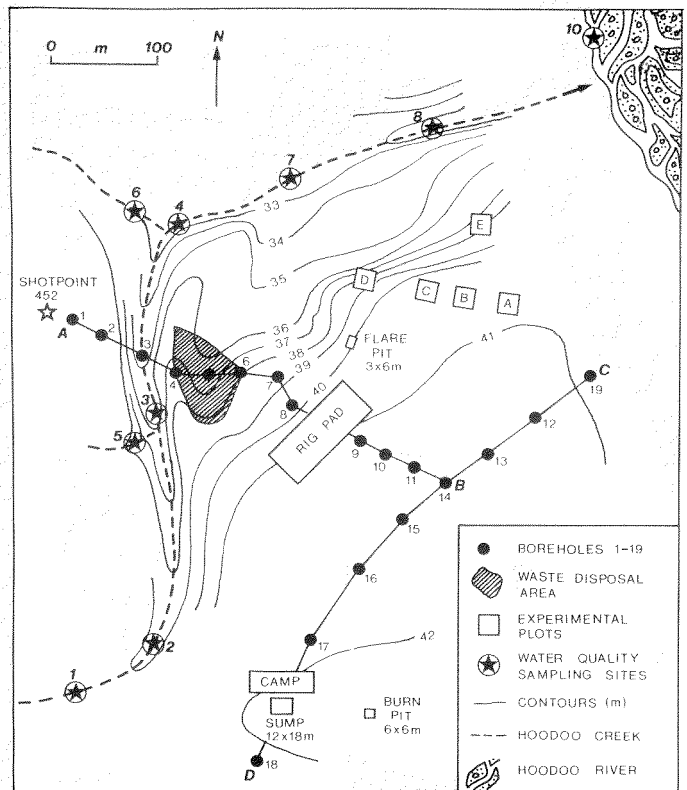 0 m 100
N
10
8
7
6
4
33
34
35
E
D
C
B
A
SHOTPOINT
452
1
A
2
3
36
37
38
39
40
41
FLARE
PIT
3x6m
4
6
7
8
3
5
RIG PAD
C
19
12
9
10
11
13
14
B
15
16
17
42
2
1
CAMP
SUMP
12x18m
BURN
PIT
6x6m
18
D
BOREHOLES 1-19
WASTE DISPOSAL
AREA
EXPERIMENTAL
PLOTS
WATER QUALITY
SAMPLING SITES
CONTOURS (m)
HOODOO CREEK
HOODOO RIVER